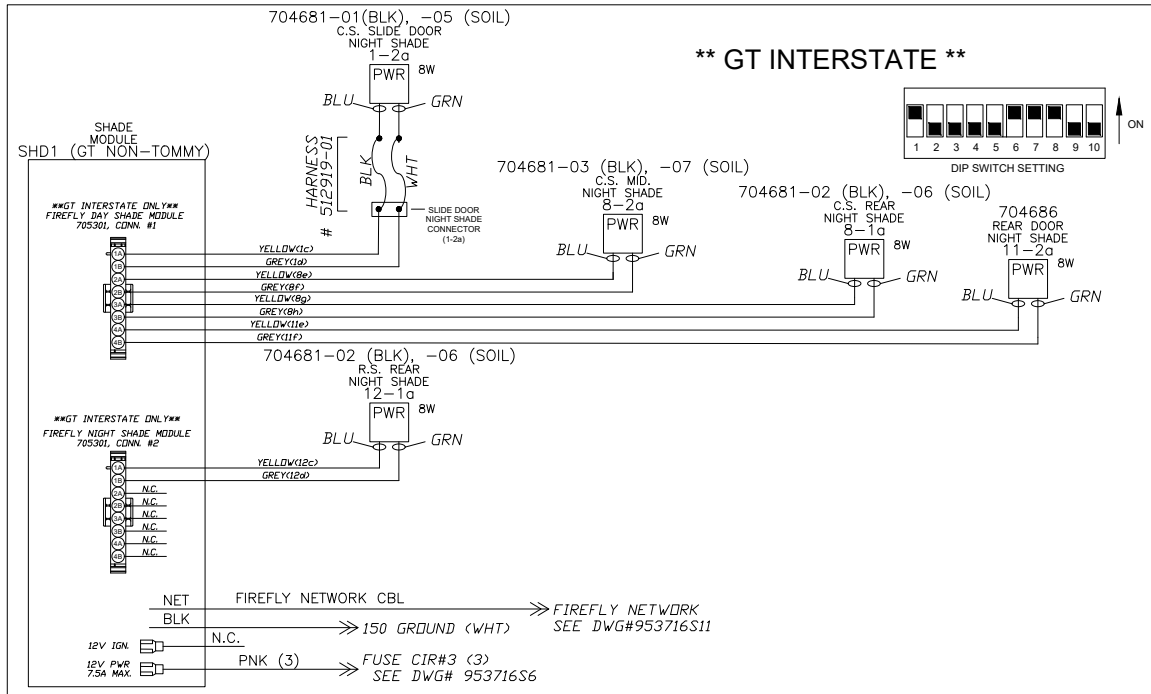 704681-01(BLK), -05 (SOIL)
C.S. SLIDE DOOR
NIGHT SHADE
1-2a
PWR
8W
BLU
GRN
** GT INTERSTATE **
ON
1 2 3 4 5 6 7 8 9 10
DIP SWITCH SETTING
SHADE
MODULE
SHD1 (GT NON-TOMMY)
HARNESS
512919-01
#
BLK
WHT
SLIDE DOOR
NIGHT SHADE
CONNECTOR
(1-2a)
704681-03 (BLK), -07 (SOIL)
C.S. MID.
NIGHT SHADE
8-2a
PWR
8W
BLU
GRN
704681-02 (BLK), -06 (SOIL)
C.S. REAR
NIGHT SHADE
8-1a
PWR
8W
BLU
GRN
704686
REAR DOOR
NIGHT SHADE
11-2a
PWR
8W
BLU
GRN
**GT INTERSTATE ONLY**
FIREFLY DAY SHADE MODULE
705301, CONN. #1
1A
YELLOW(1c)
1B
GREY(1d)
2A
YELLOW(8e)
2B
GREY(8f)
3A
YELLOW(8g)
3B
GREY(8h)
4A
YELLOW(11e)
4B
GREY(11f)
704681-02 (BLK), -06 (SOIL)
R.S. REAR
NIGHT SHADE
12-1a
PWR
8W
BLU
GRN
**GT INTERSTATE ONLY**
FIREFLY NIGHT SHADE MODULE
705301, CONN. #2
1A
YELLOW(12c)
1B
GREY(12d)
2A
N.C.
2B
N.C.
3A
N.C.
3B
N.C.
4A
N.C.
4B
N.C.
NET
FIREFLY NETWORK CBL
FIREFLY NETWORK
SEE DWG#953716S11
BLK
150 GROUND (WHT)
12V IGN.
N.C.
12V PWR
7.5A MAX.
PNK (3)
FUSE CIR#3 (3)
SEE DWG# 953716S6